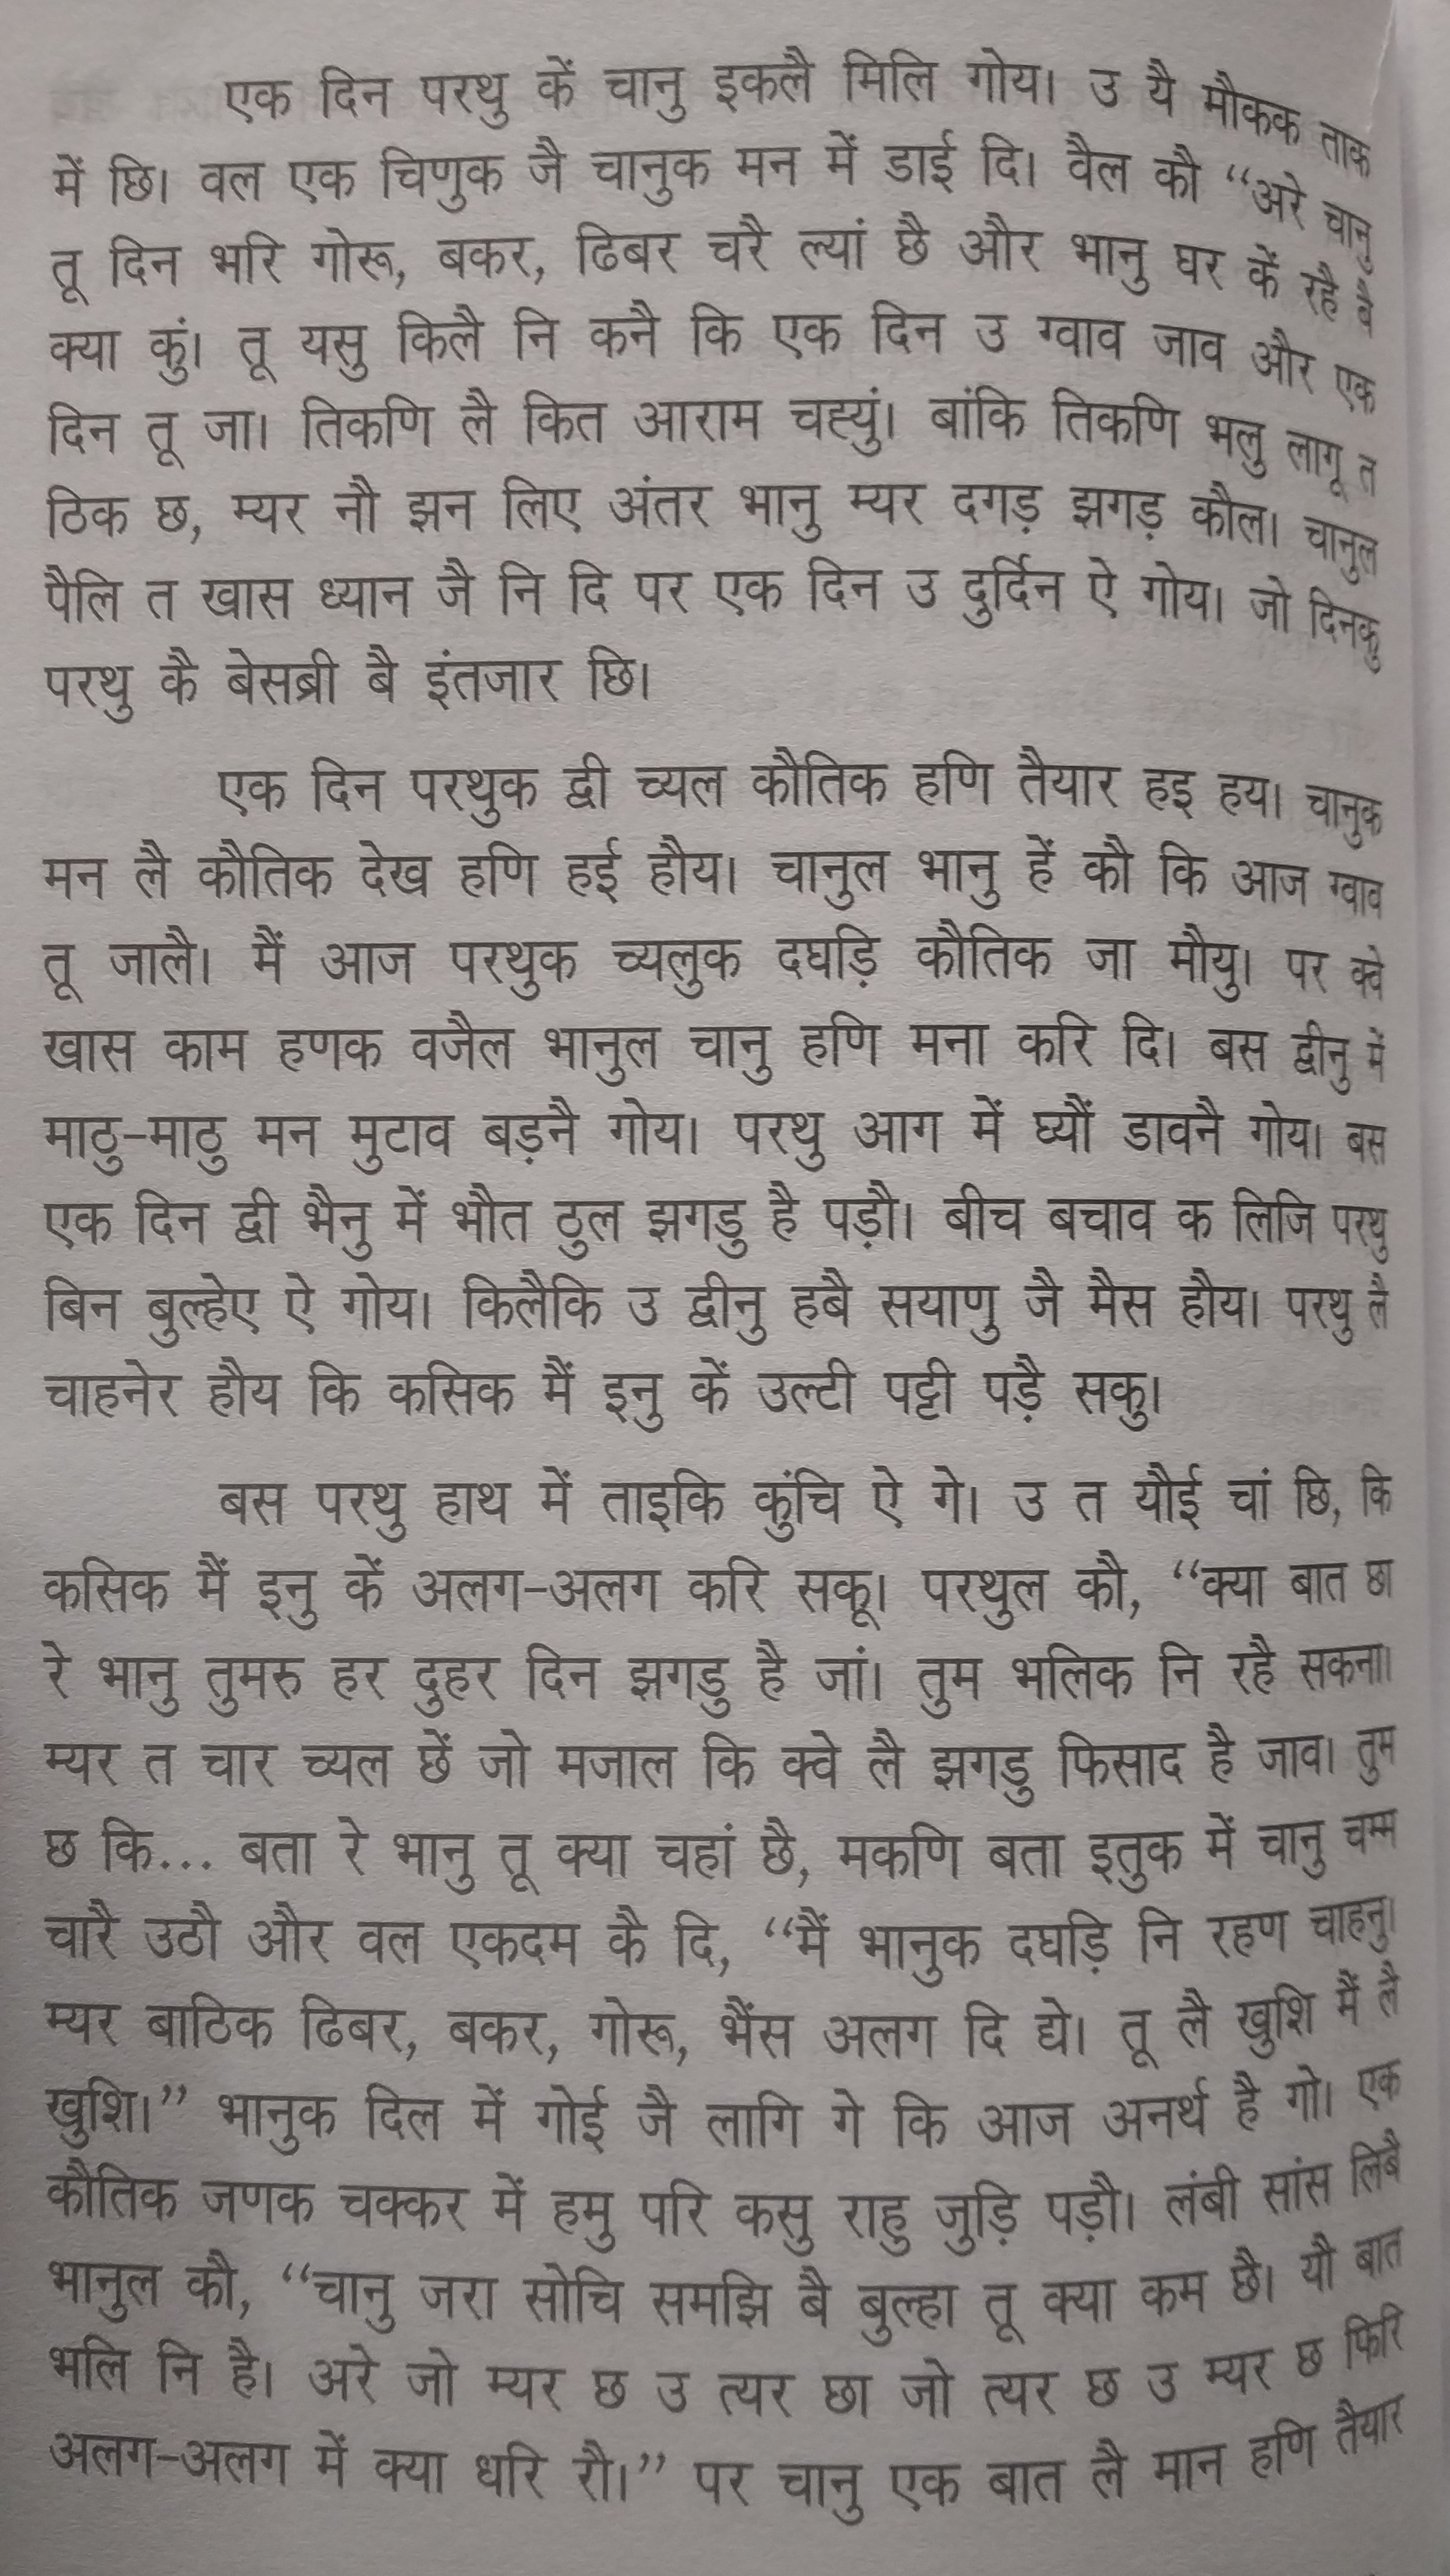 एक दिन परथु कें चानु इकलै मिलि गोय। उ यै मौकक ताक
में छि। वल एक चिणुक जै चानुक मन में डाई दि। वैल कौ “अरे चानु
तू दिन भरि गोरू, बकर, ढिबर चरै ल्यां छै और भानु घर कें रहै बै
क्या कुं। तू यसु किलै नि कनै कि एक दिन उ ग्वाव जाव और एक
दिन तू जा। तिकणि लै कित आराम चह्युं। बांकि तिकणि भलु लागू त
ठिक छ, म्यर नौ झन लिए अंतर भानु म्यर दगड़ झगड़ कौल। चानुल
पैलि त खास ध्यान जै नि दि पर एक दिन उ दुर्दिन ऐ गोय। जो दिनकु
परथु कै बेसब्री बै इंतजार छि।
एक दिन परथुक द्वी च्यल कौतिक हणि तैयार हइ हय। चानुक
मन लै कौतिक देख हणि हई हौय। चानुल भानु हें कौ कि आज ग्वाव
तू जालै। मैं आज परथुक च्यलुक दघड़ि कौतिक जा मौयु। पर क्वे
खास काम हणक वजैल भानुल चानु हणि मना करि दि। बस द्वीनु में
माठु-माठु मन मुटाव बड़नै गोय। परथु आग में घ्यौं डावनै गोय। बस
एक दिन द्वी भैनु में भौत ठुल झगडु है पड़ौ। बीच बचाव क लिजि परथु
बिन बुल्हेए ऐ गोय। किलैकि उ द्वीनु हबै सयाणु जै मैस हौय। परथु लै
चाहनेर हौय कि कसिक मैं इनु कें उल्टी पट्टी पड़ै सकु।
बस परथु हाथ में ताइकि कुंचि ऐ गे। उ त यौई चां छि, कि
कसिक मैं इनु कें अलग-अलग करि सकू। परथुल कौ, “क्या बात छा
रे भानु तुमरु हर दुहर दिन झगडु है जां। तुम भलिक नि रहै सकना।
म्यर त चार च्यल छें जो मजाल कि क्वे लै झगडु फिसाद है जाव। तुम
छ कि... बता रे भानु तू क्या चहां छै, मकणि बता इतुक में चानु चम्म
चारै उठौ और वल एकदम कै दि, “मैं भानुक दघड़ि नि रहण चाहनु।
म्यर बाठिक ढिबर, बकर, गोरू, भैंस अलग दि द्ये। तू लै खुशि मैं लै
खुशि।” भानुक दिल में गोई जै लागि गे कि आज अनर्थ है गो। एक
कौतिक जणक चक्कर में हमु परि कसु राहु जुड़ि पड़ौ। लंबी सांस लिबै
भानुल कौ, “चानु जरा सोचि समझि बै बुल्हा तू क्या कम छै। यौ बात
भलि नि है। अरे जो म्यर छ उ त्यर छा जो त्यर छ उ म्यर छ फिरि
अलग-अलग में क्या धरि रौ।” पर चानु एक बात लै मान हणि तैयार